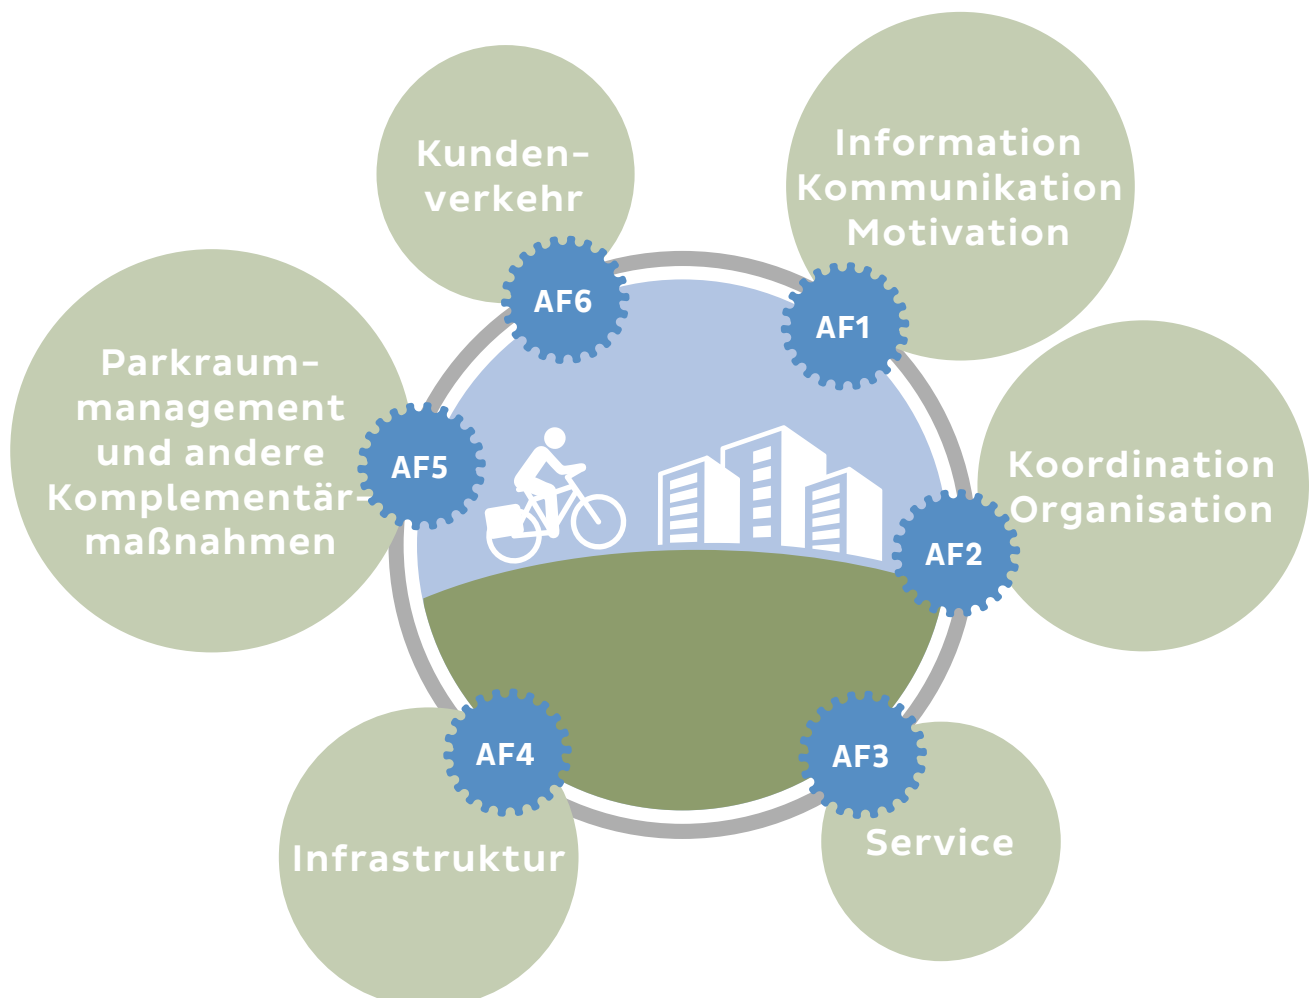 Information
Kommunikation
Motivation
AF1
Koordination
Organisation
AF2
Service
AF3
Infrastruktur
AF4
Parkraum-
management
und andere
Komplementär-
maßnahmen
AF5
Kunden-
verkehr
AF6